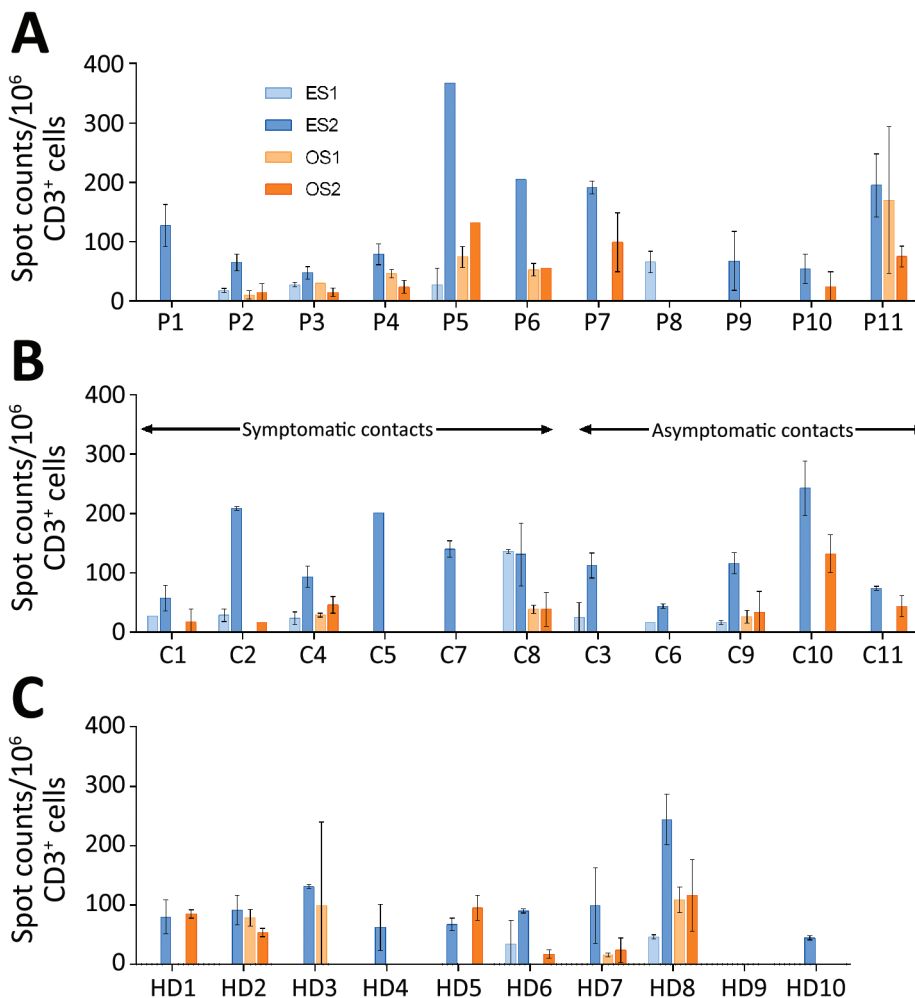 A
Spot counts/10⁶
CD3⁺ cells
400
300
200
100
0
ES1
ES2
OS1
OS2
P1 P2 P3 P4 P5 P6 P7 P8 P9 P10 P11
B
Spot counts/10⁶
CD3⁺ cells
400
300
200
100
0
Symptomatic contacts Asymptomatic contacts
C1 C2 C4 C5 C7 C8 C3 C6 C9 C10 C11
C
Spot counts/10⁶
CD3⁺ cells
400
300
200
100
0
HD1 HD2 HD3 HD4 HD5 HD6 HD7 HD8 HD9 HD10